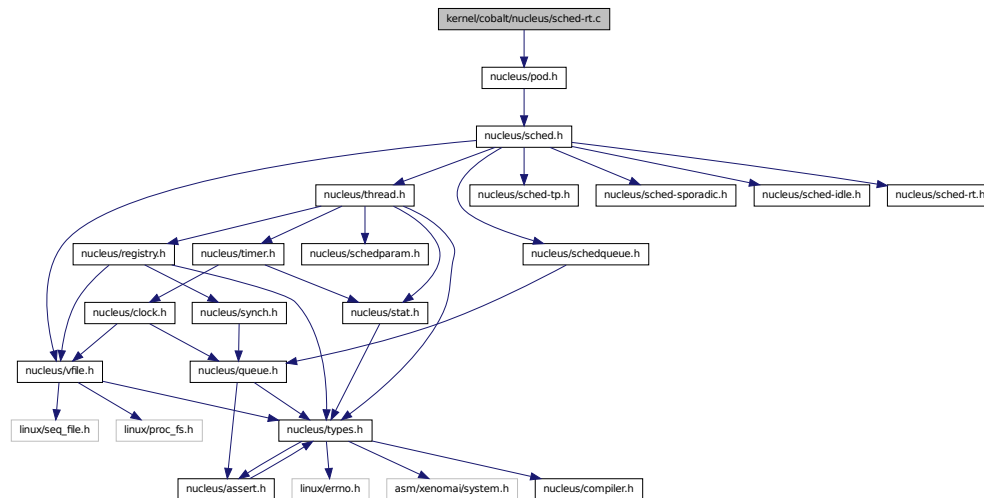 kernel/cobalt/nucleus/sched-rt.c
nucleus/pod.h
nucleus/sched.h
nucleus/thread.h
nucleus/sched-tp.h
nucleus/sched-sporadic.h
nucleus/sched-idle.h
nucleus/sched-rt.h
nucleus/registry.h
nucleus/timer.h
nucleus/schedparam.h
nucleus/schedqueue.h
nucleus/clock.h
nucleus/synch.h
nucleus/stat.h
nucleus/vfile.h
nucleus/queue.h
linux/seq_file.h
linux/proc_fs.h
nucleus/types.h
nucleus/assert.h
linux/errno.h
asm/xenomai/system.h
nucleus/compiler.h